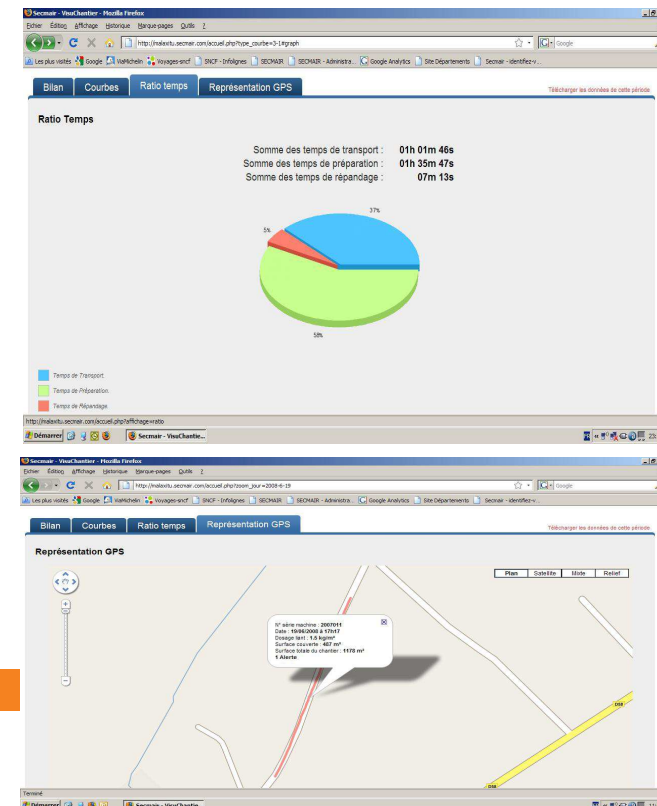 Secmair - VisuChantier - Mozilla Firefox
Fichier Édition Affichage Historique Marque-pages Outils ?
http://malaxitu.secmair.com/accueil.php?type_courbe=3-1#graph
Google
Les plus visités Google ViaMichelin Voyages-sncf SNCF - Infolignes SECMAIR SECMAIR - Administra... Google Analytics Site Départements Secmair - identifiez-v...
Bilan Courbes Ratio temps Représentation GPS
Télécharger les données de cette période
Ratio Temps
Somme des temps de transport : 01h 01m 46s
Somme des temps de préparation : 01h 35m 47s
Somme des temps de répandage : 07m 13s
37%
5%
58%
Temps de Transport.
Temps de Préparation.
Temps de Répandage.
http://malaxitu.secmair.com/accueil.php?affichage=ratio
Démarrer Secmair - VisuChantie...
Secmair - VisuChantier - Mozilla Firefox
Fichier Édition Affichage Historique Marque-pages Outils ?
http://malaxitu.secmair.com/accueil.php?zoom_jour=2008-6-19
Google
Les plus visités Google ViaMichelin Voyages-sncf SNCF - Infolignes SECMAIR SECMAIR - Administra... Google Analytics Site Départements Secmair - identifiez-v...
Bilan Courbes Ratio temps Représentation GPS
Télécharger les données de cette période
Représentation GPS
Plan Satellite Mixte Relief
N° série machine : 2007011
Date : 19/06/2008 à 17h17
Dosage liant : 1.5 kg/m²
Surface couverte : 487 m²
Surface totale du chantier : 1178 m²
1 Alerte.
D58
D58
Terminé
Démarrer Secmair - VisuChantie...